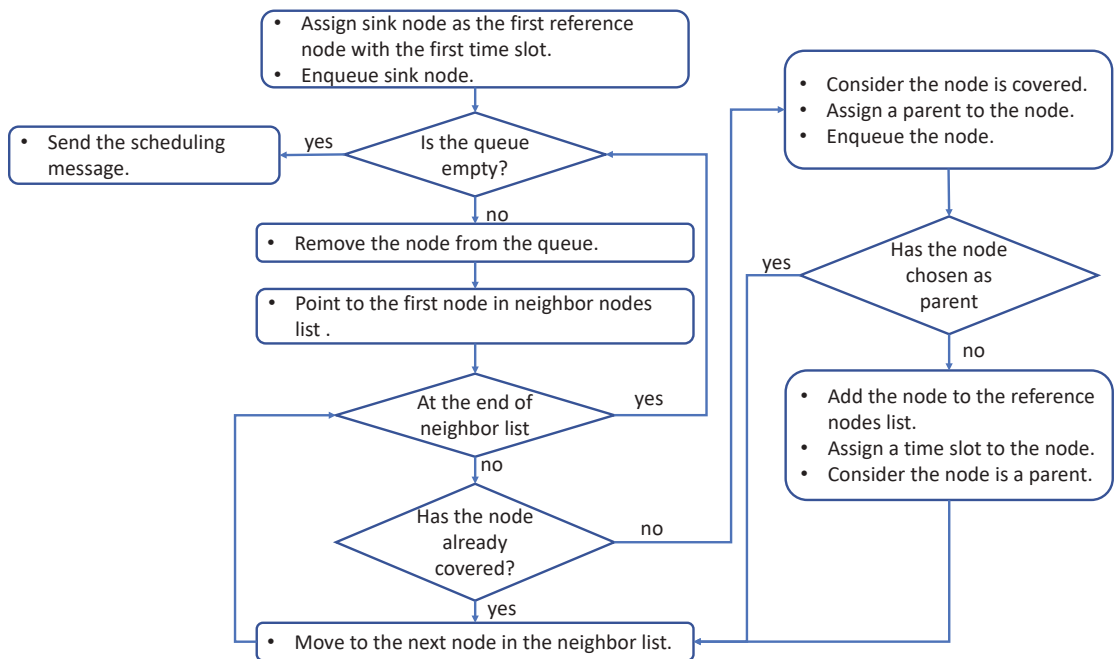 • Assign sink node as the first reference
node with the first time slot.
• Enqueue sink node.
• Send the scheduling
message.
yes
Is the queue
empty?
no
• Remove the node from the queue.
• Point to the first node in neighbor nodes
list .
At the end of
neighbor list
yes
no
Has the node
already
covered?
no
yes
• Move to the next node in the neighbor list.
• Consider the node is covered.
• Assign a parent to the node.
• Enqueue the node.
Has the node
chosen as
parent
yes
no
• Add the node to the reference
nodes list.
• Assign a time slot to the node.
• Consider the node is a parent.